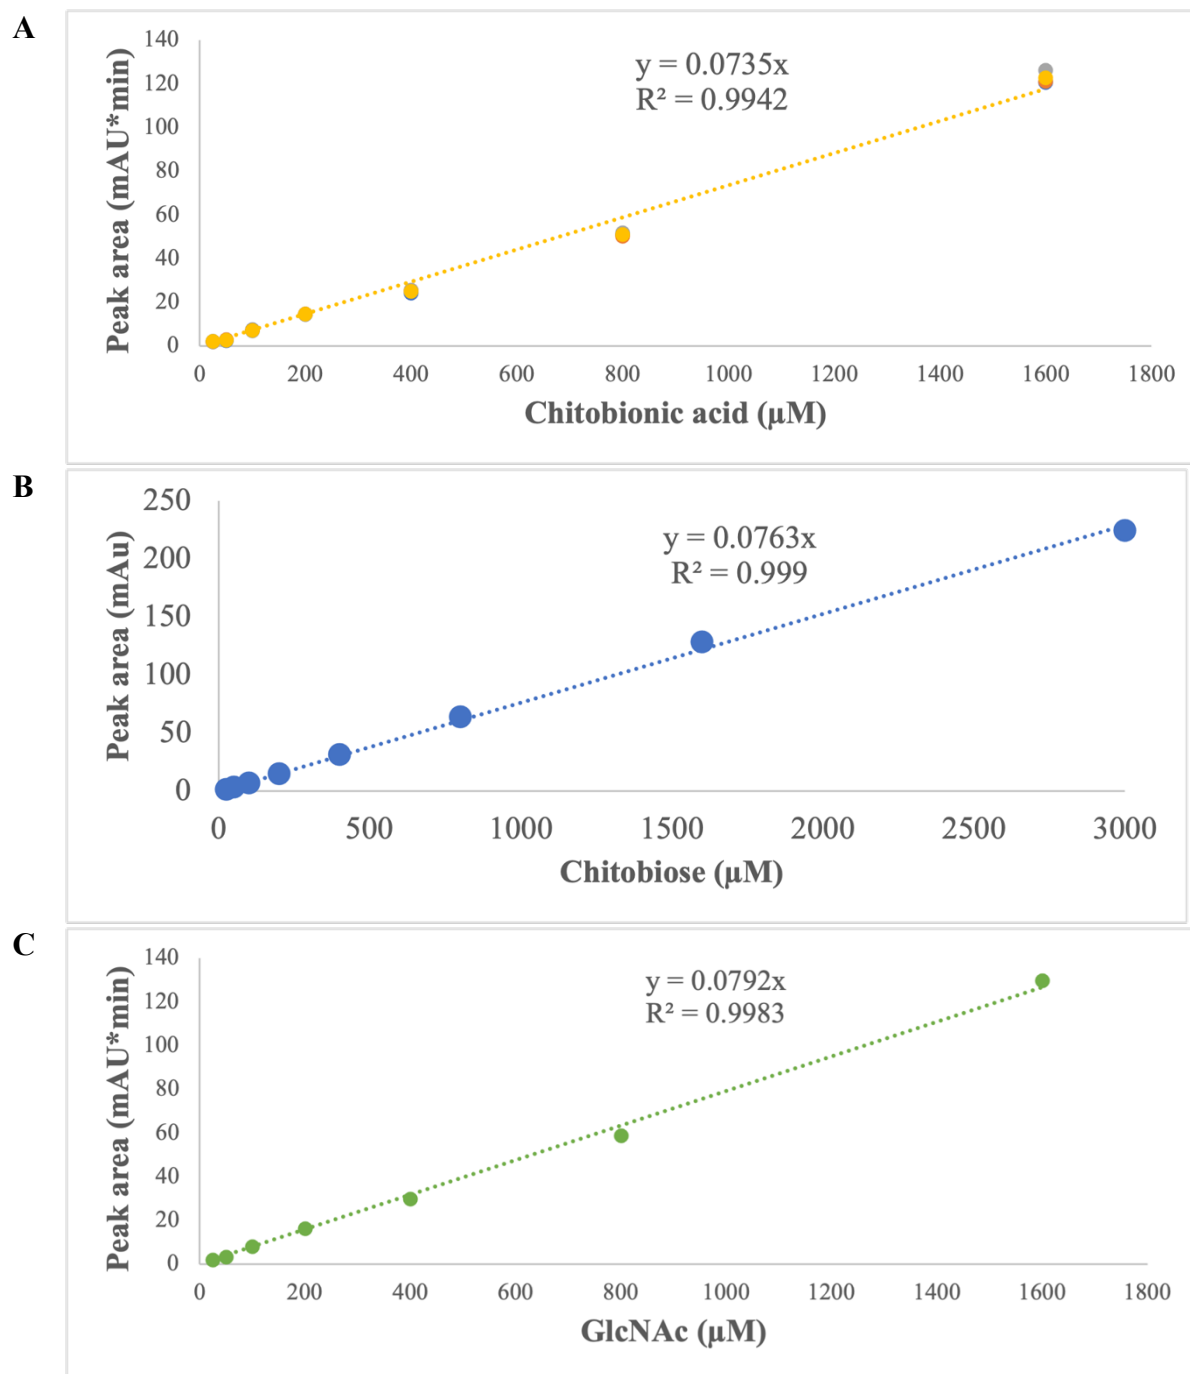 A
Peak area (mAU*min)
140
120
100
80
60
40
20
0
y = 0.0735x
R² = 0.9942
0 200 400 600 800 1000 1200 1400 1600 1800
Chitobionic acid (µM)
B
Peak area (mAu)
250
200
150
100
50
0
y = 0.0763x
R² = 0.999
0 500 1000 1500 2000 2500 3000
Chitobiose (µM)
C
Peak area (mAU*min)
140
120
100
80
60
40
20
0
y = 0.0792x
R² = 0.9983
0 200 400 600 800 1000 1200 1400 1600 1800
GlcNAc (µM)